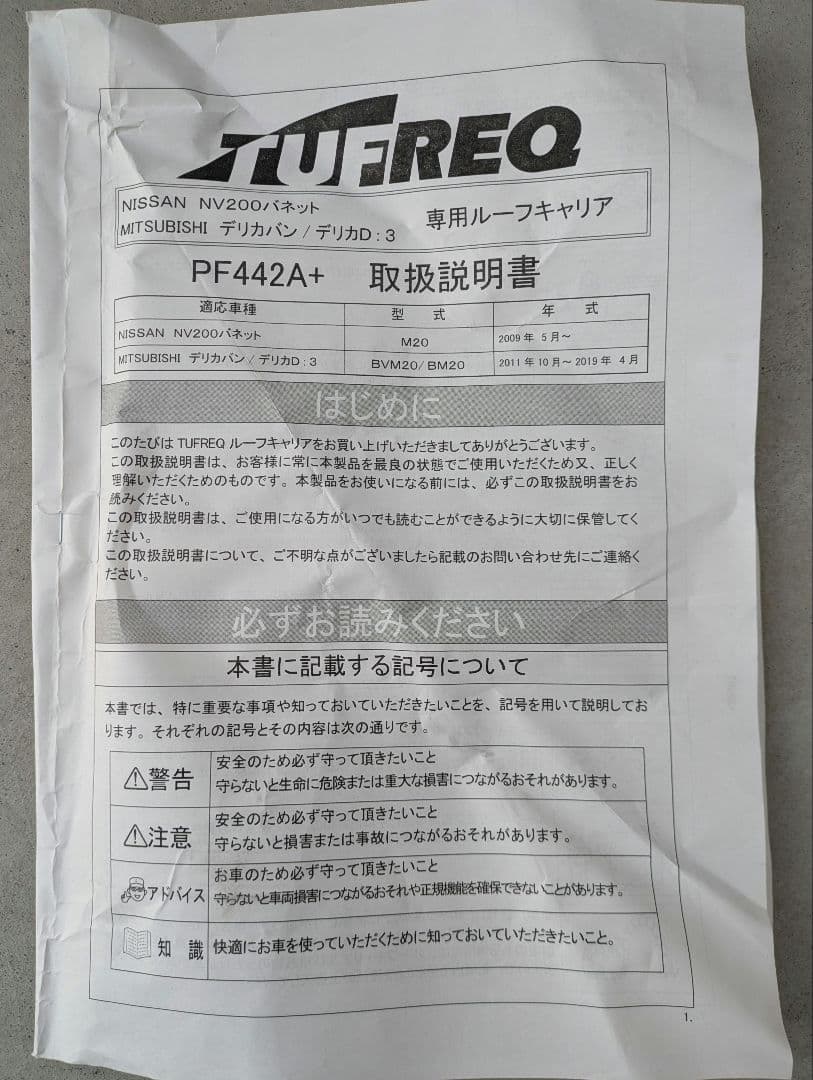 TUFREQ
NISSAN NV200バネット
MITSUBISHI デリカバン / デリカD:3
専用ルーフキャリア
PF442A+ 取扱説明書
適応車種 型 式 年 式
NISSAN NV200バネット M20 2009年 5月~
MITSUBISHI デリカバン / デリカD:3 BVM20/BM20 2011年10月~2019年 4月
はじめに
このたびは TUFREQ ルーフキャリアをお買い上げいただきましてありがとうございます。
この取扱説明書は、お客様に常に本製品を最良の状態でご使用いただくため又、正しく
理解いただくためのものです。本製品をお使いになる前には、必ずこの取扱説明書をお
読みください。
この取扱説明書は、ご使用になる方がいつでも読むことができるように大切に保管してく
ださい。
この取扱説明書について、ご不明な点がございましたら記載のお問い合わせ先にご連絡く
ださい。
必ずお読みください
本書に記載する記号について
本書では、特に重要な事項や知っておいていただきたいことを、記号を用いて説明してお
ります。それぞれの記号とその内容は次の通りです。
⚠警告 安全のため必ず守って頂きたいこと
守らないと生命に危険または重大な損害につながるおそれがあります。
⚠注意 安全のため必ず守って頂きたいこと
守らないと損害または事故につながるおそれがあります。
アドバイス お車のため必ず守って頂きたいこと
守らないと車両損害につながるおそれや正規機能を確保できないことがあります。
知 識 快適にお車を使っていただくために知っておいていただきたいこと。
1.